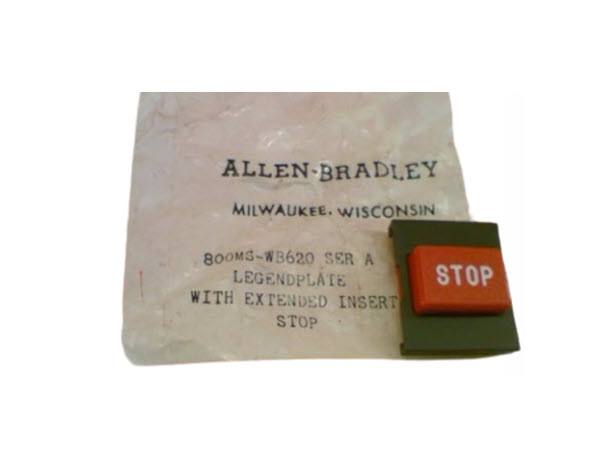 ALLEN-BRADLEY
MILWAUKEE, WISCONSIN
800MS-WB620 SER A
LEGENDPLATE
WITH EXTENDED INSERT
STOP
STOP